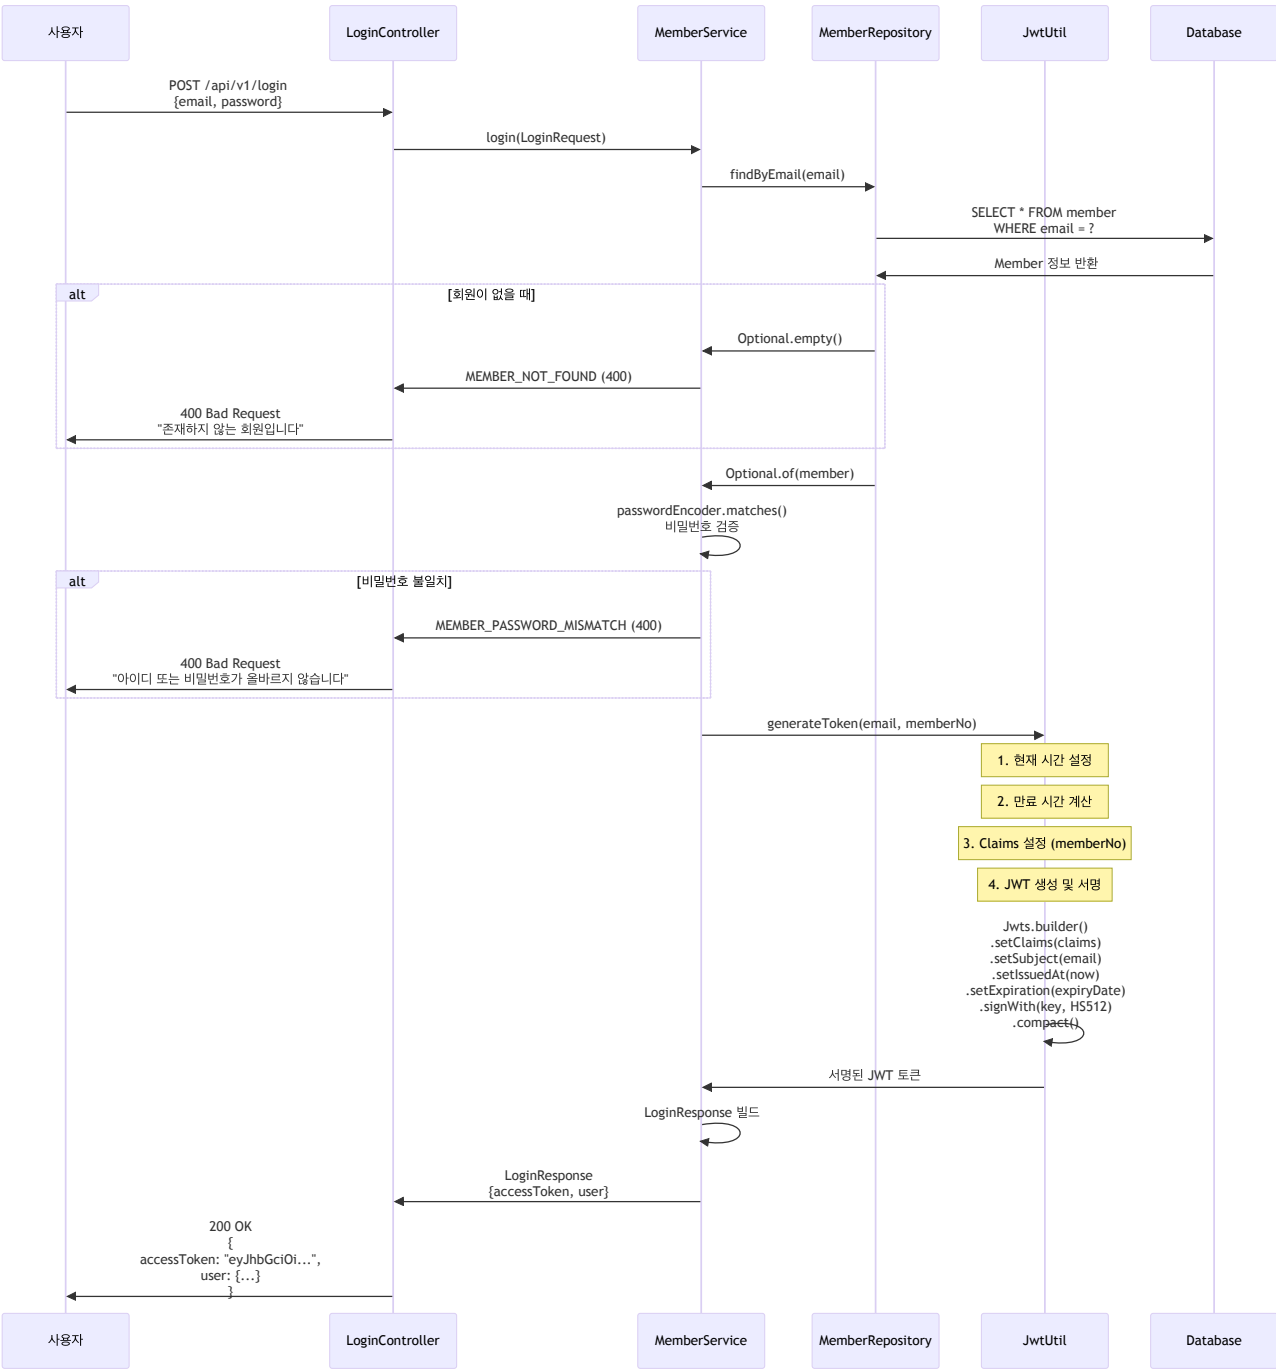 사용자
LoginController
MemberService
MemberRepository
JwtUtil
Database
POST /api/v1/login
{email, password}
login(LoginRequest)
findByEmail(email)
SELECT * FROM member
WHERE email = ?
Member 정보 반환
alt
[회원이 없을 때]
Optional.empty()
MEMBER_NOT_FOUND (400)
400 Bad Request
"존재하지 않는 회원입니다"
Optional.of(member)
passwordEncoder.matches()
비밀번호 검증
alt
[비밀번호 불일치]
MEMBER_PASSWORD_MISMATCH (400)
400 Bad Request
"아이디 또는 비밀번호가 올바르지 않습니다"
generateToken(email, memberNo)
1. 현재 시간 설정
2. 만료 시간 계산
3. Claims 설정 (memberNo)
4. JWT 생성 및 서명
Jwts.builder()
.setClaims(claims)
.setSubject(email)
.setIssuedAt(now)
.setExpiration(expiryDate)
.signWith(key, HS512)
.compact()
서명된 JWT 토큰
LoginResponse 빌드
LoginResponse
{accessToken, user}
200 OK
{
accessToken: "eyJhbGciOi...",
user: {...}
}
사용자
LoginController
MemberService
MemberRepository
JwtUtil
Database